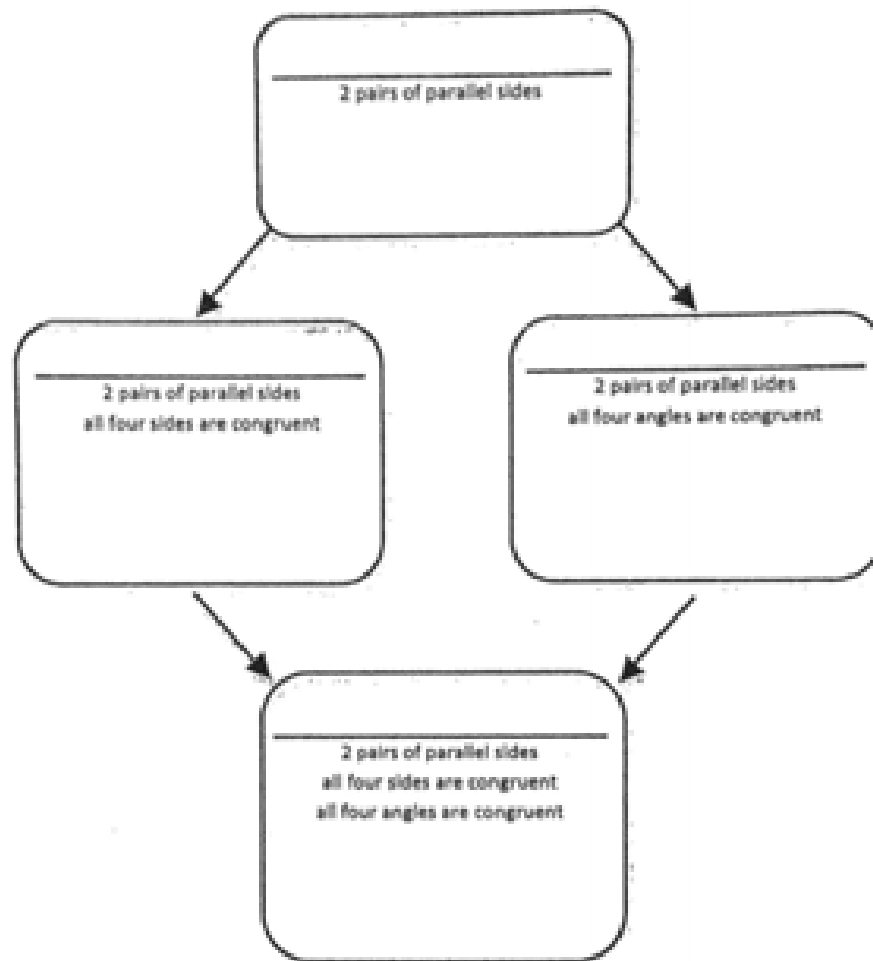 2 pairs of parallel sides
2 pairs of parallel sides
all four sides are congruent
2 pairs of parallel sides
all four angles are congruent
2 pairs of parallel sides
all four sides are congruent
all four angles are congruent